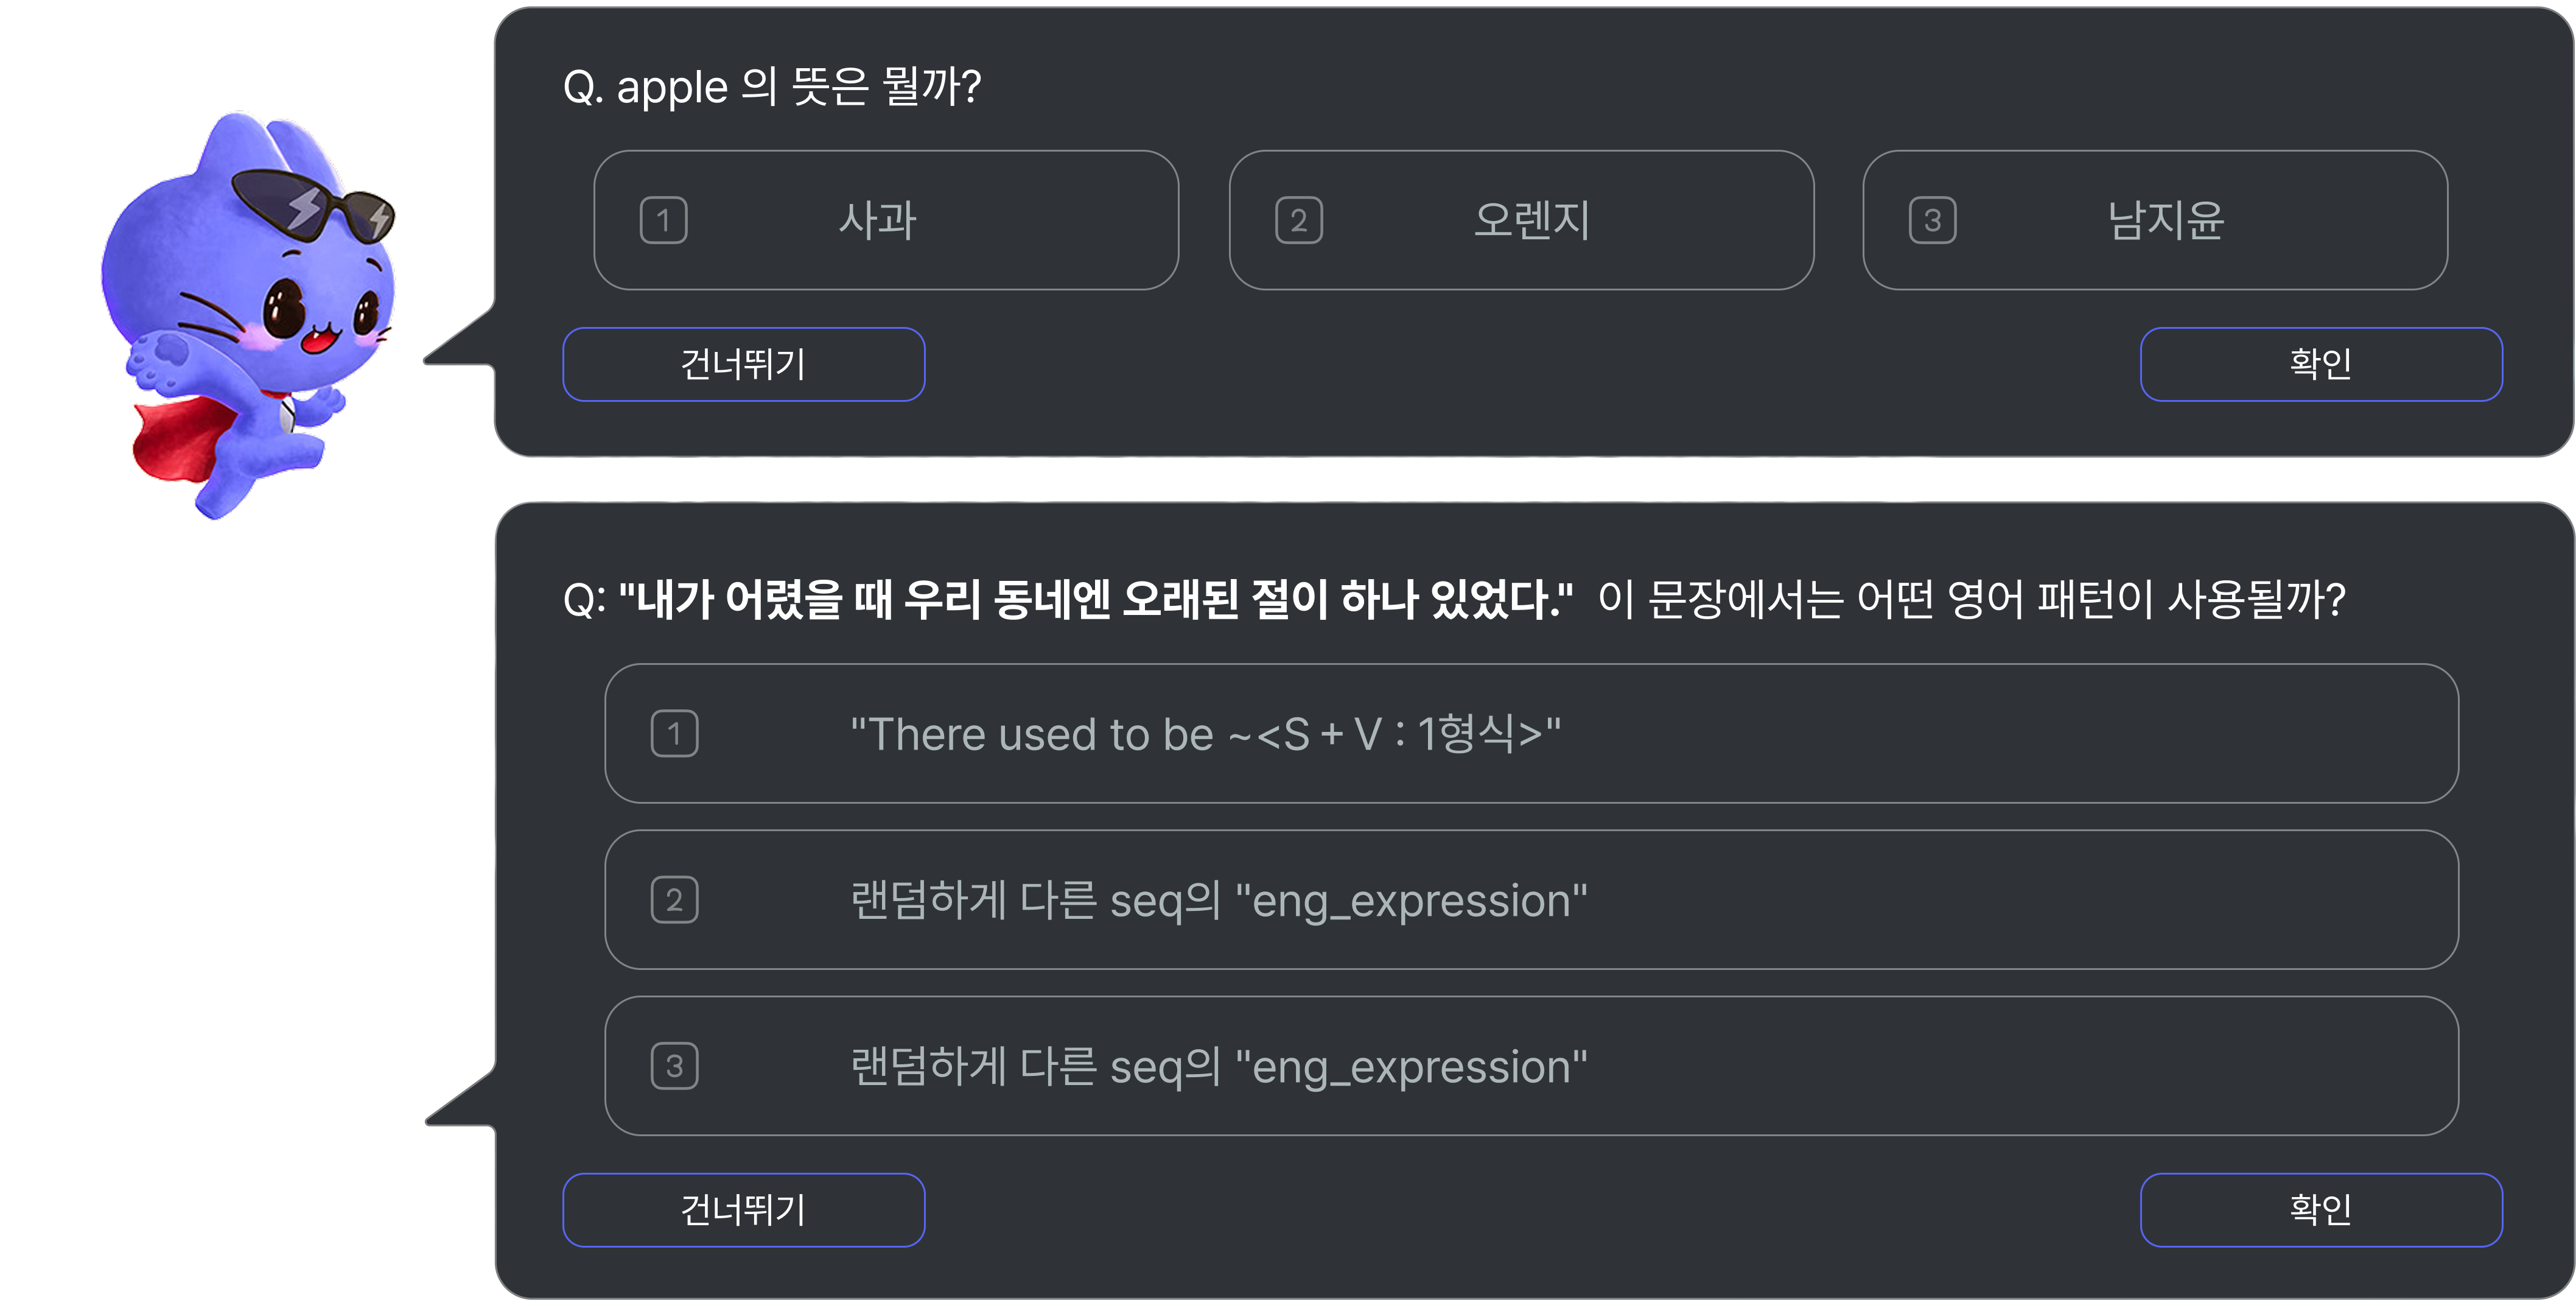 Q. apple 의 뜻은 뭘까?
1 사과
2 오렌지
3 남지윤
건너뛰기
확인
Q: "내가 어렸을 때 우리 동네엔 오래된 절이 하나 있었다." 이 문장에서는 어떤 영어 패턴이 사용될까?
1 "There used to be ~<S + V : 1형식>"
2 랜덤하게 다른 seq의 "eng_expression"
3 랜덤하게 다른 seq의 "eng_expression"
건너뛰기
확인